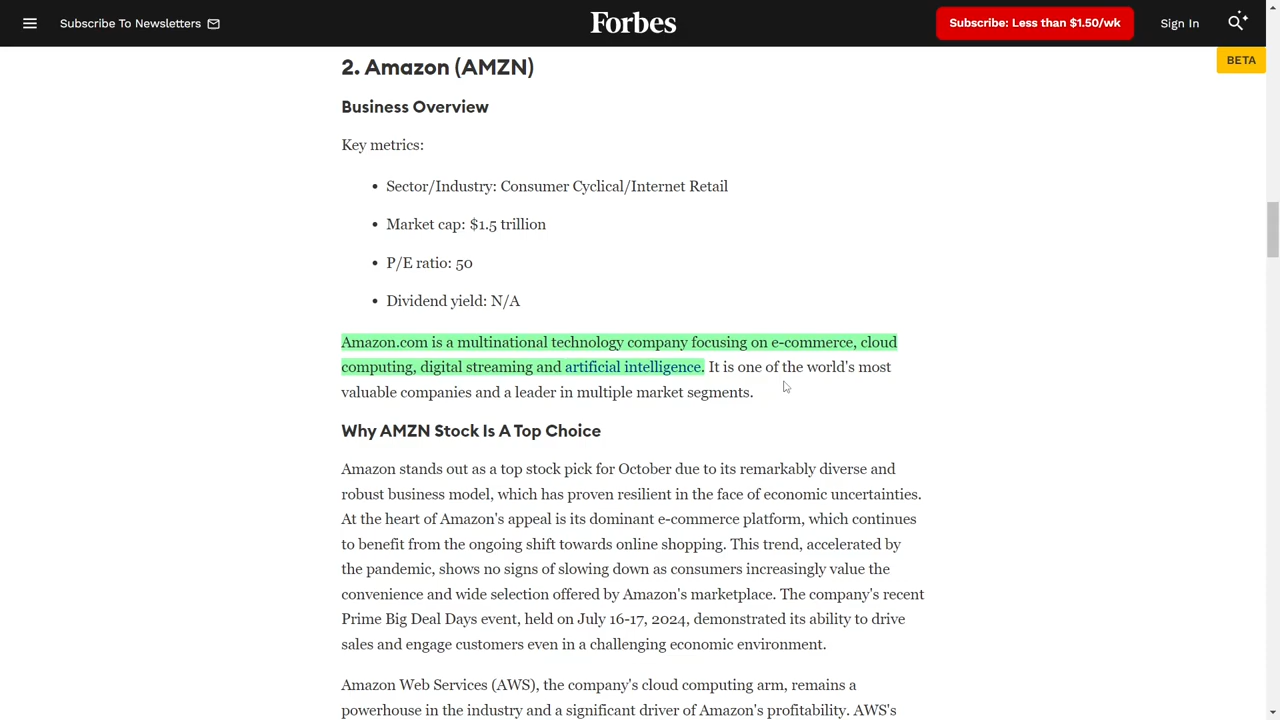 Subscribe To Newsletters
Forbes
Subscribe: Less than $1.50/wk
Sign In
BETA
2. Amazon (AMZN)
Business Overview
Key metrics:
• Sector/Industry: Consumer Cyclical/Internet Retail
• Market cap: $1.5 trillion
• P/E ratio: 50
• Dividend yield: N/A
Amazon.com is a multinational technology company focusing on e-commerce, cloud
computing, digital streaming and artificial intelligence. It is one of the world's most
valuable companies and a leader in multiple market segments.
Why AMZN Stock Is A Top Choice
Amazon stands out as a top stock pick for October due to its remarkably diverse and
robust business model, which has proven resilient in the face of economic uncertainties.
At the heart of Amazon's appeal is its dominant e-commerce platform, which continues
to benefit from the ongoing shift towards online shopping. This trend, accelerated by
the pandemic, shows no signs of slowing down as consumers increasingly value the
convenience and wide selection offered by Amazon's marketplace. The company's recent
Prime Big Deal Days event, held on July 16-17, 2024, demonstrated its ability to drive
sales and engage customers even in a challenging economic environment.
Amazon Web Services (AWS), the company's cloud computing arm, remains a
powerhouse in the industry and a significant driver of Amazon's profitability. AWS's